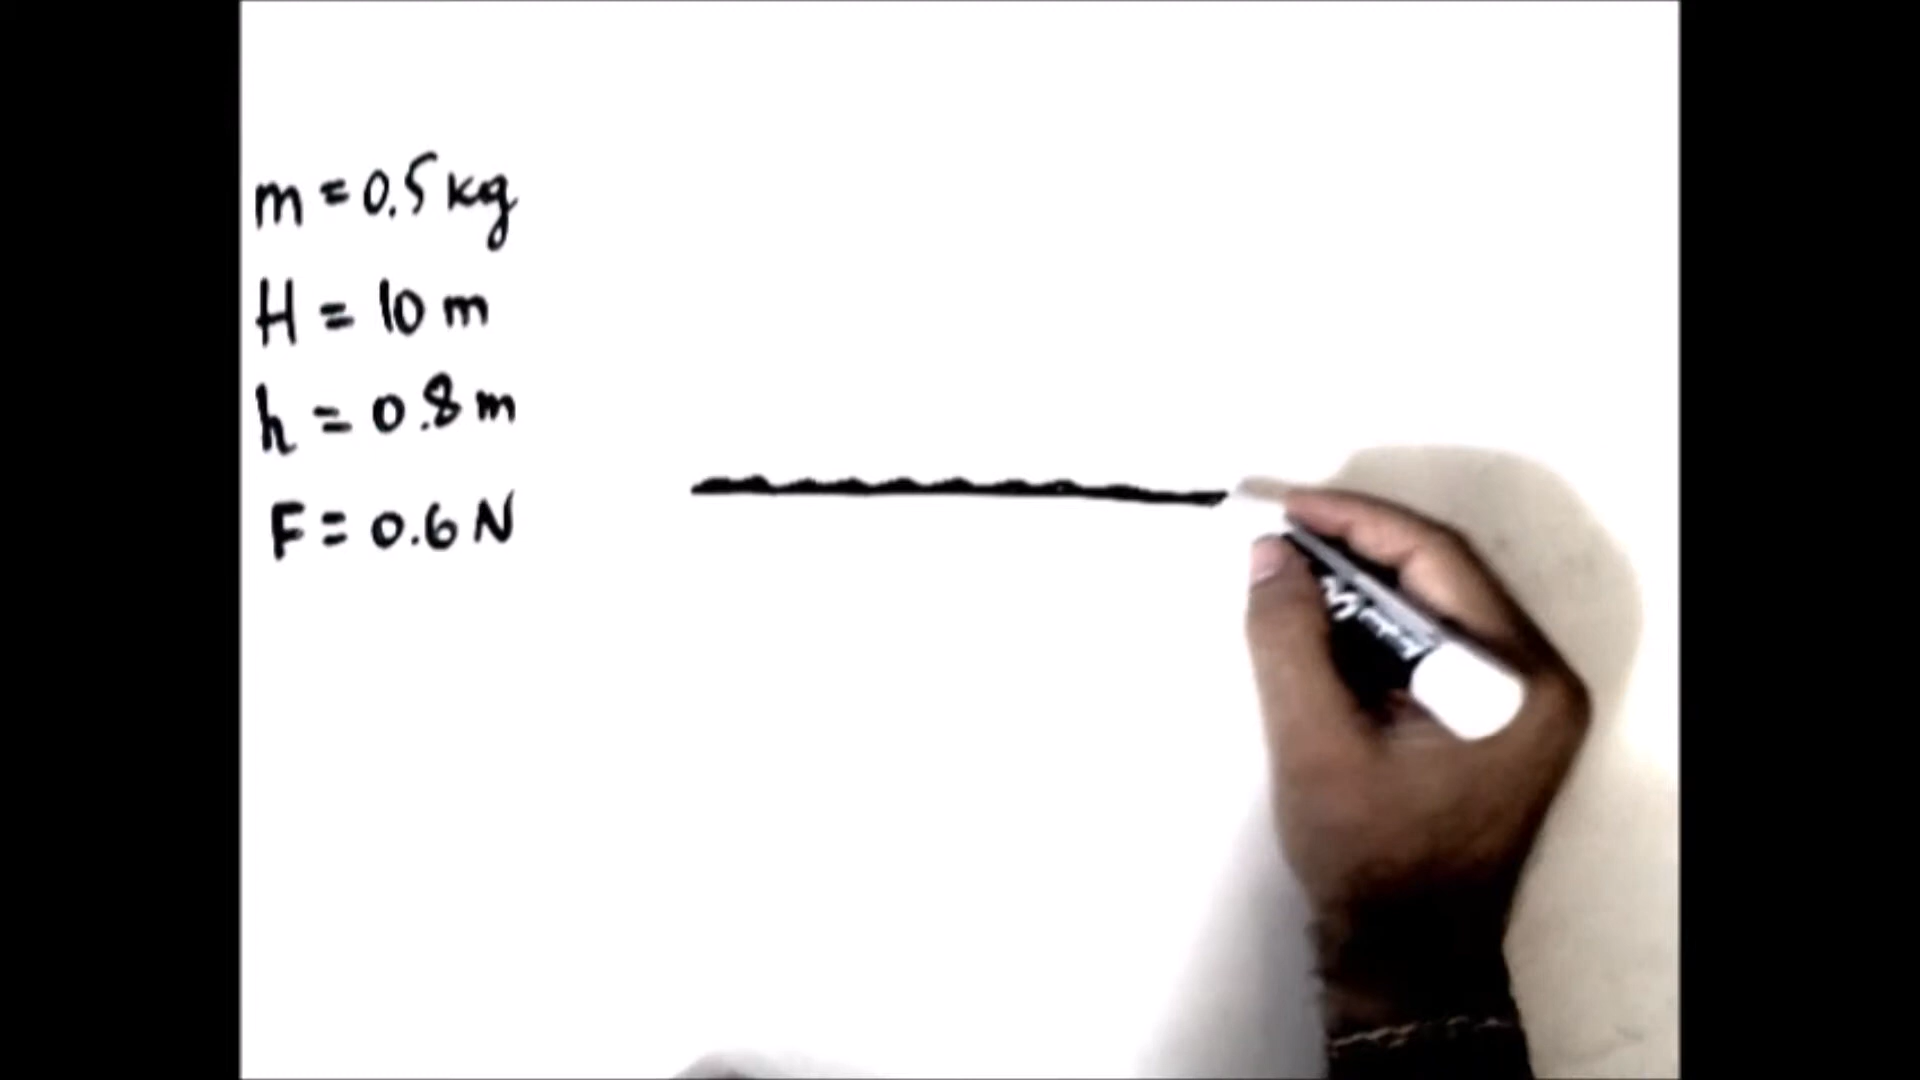 m = 0.5 kg
H = 10 m
h = 0.8 m
F = 0.6 N